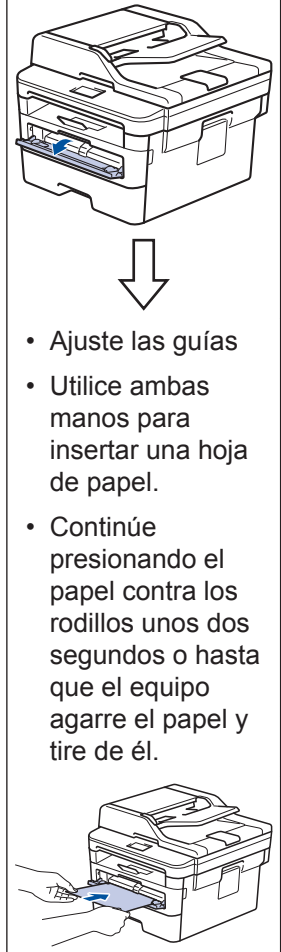 • Ajuste las guías
• Utilice ambas
manos para
insertar una hoja
de papel.
• Continúe
presionando el
papel contra los
rodillos unos dos
segundos o hasta
que el equipo
agarre el papel y
tire de él.